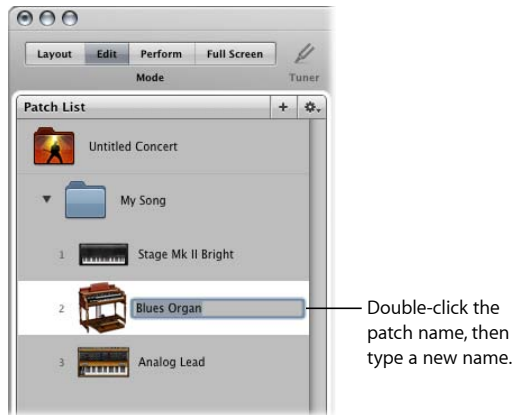 Layout Edit Perform Full Screen
Mode Tuner
Patch List + 
Untitled Concert
My Song
1 Stage Mk II Bright
2 Blues Organ
Double-click the
patch name, then
type a new name.
3 Analog Lead